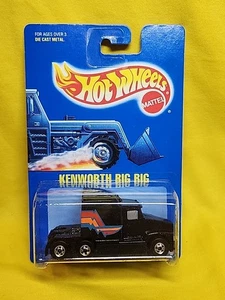 FOR AGES OVER 3
DIE CAST METAL
Hot Wheels
MATTEL
KENWORTH BIG RIG